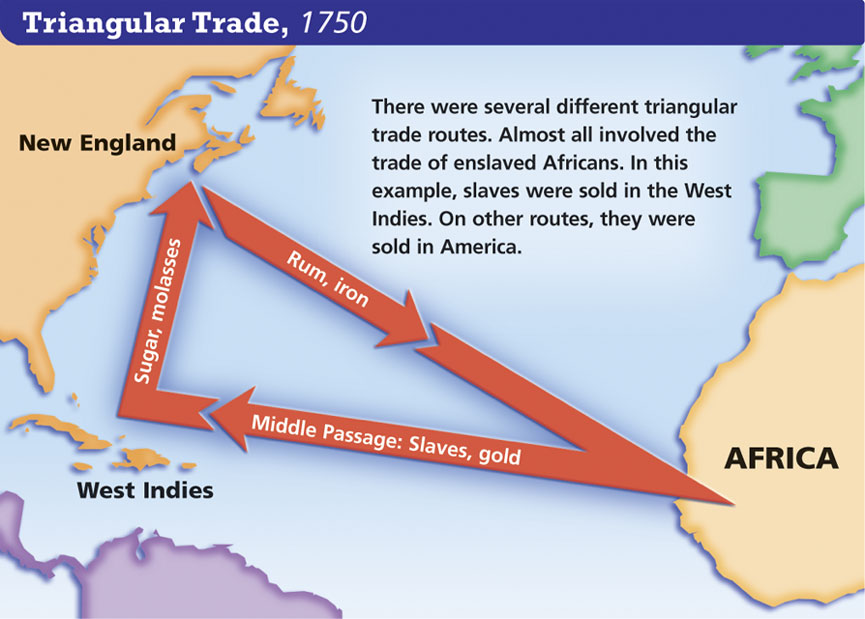 Triangular Trade, 1750
There were several different triangular
trade routes. Almost all involved the
trade of enslaved Africans. In this
example, slaves were sold in the West
Indies. On other routes, they were
sold in America.
New England
Rum, iron
Sugar, molasses
Middle Passage: Slaves, gold
AFRICA
West Indies